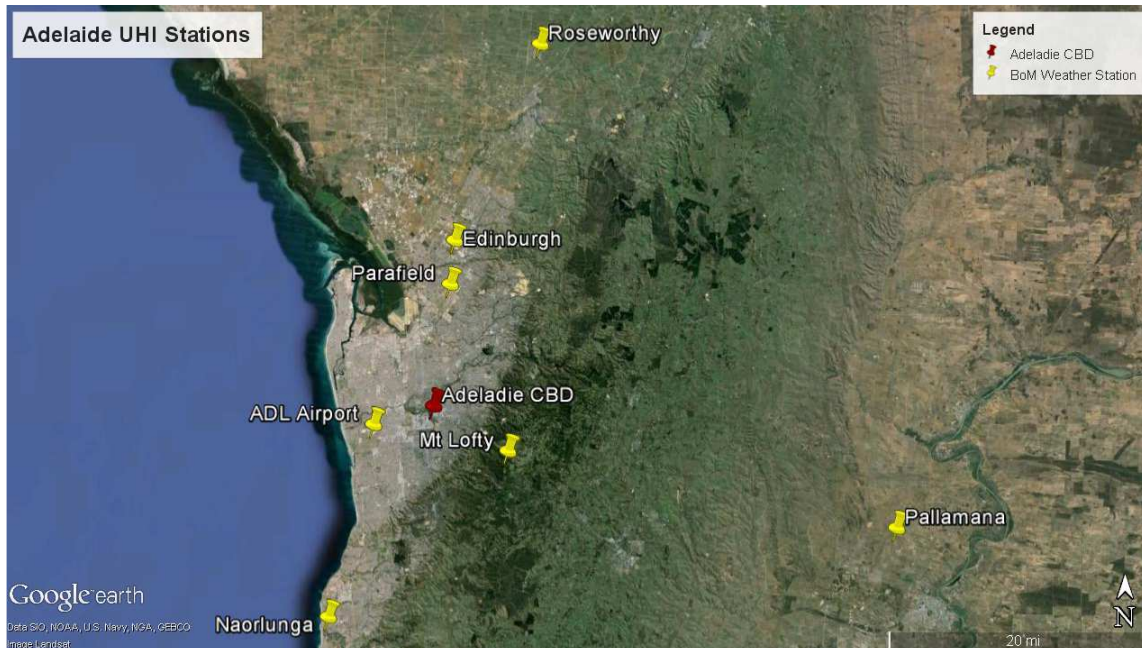 Adelaide UHI Stations
Roseworthy
Legend
Adeladie CBD
BoM Weather Station
Edinburgh
Parafield
Adeladie CBD
ADL Airport
Mt Lofty
Pallamana
Google earth
N
Naorlunga
Data SIO, NOAA, U.S. Navy, NGA, GEBCO
Image Landsat
20 mi